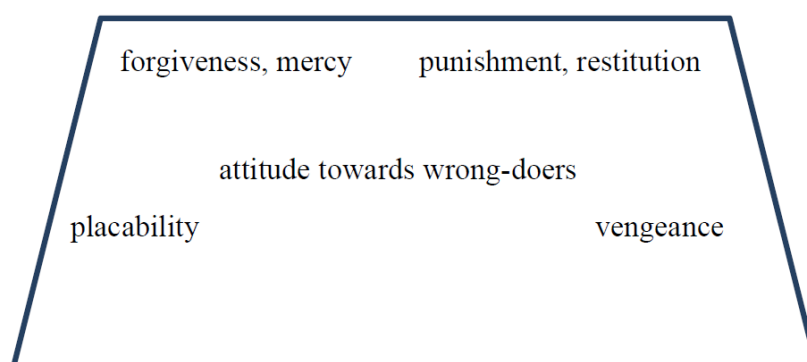 forgiveness, mercy punishment, restitution
attitude towards wrong-doers
placability vengeance